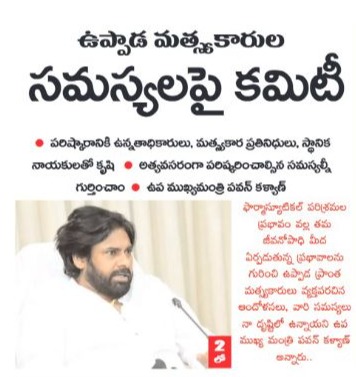 ఉప్పాడ మత్స్యకారుల
సమస్యలపై కమిటీ
● పరిష్కారానికి ఉన్నతాధికారులు, మత్స్యకార ప్రతినిధులు, స్థానిక
నాయకులతో కృషి ● అత్యవసరంగా పరిష్కరించాల్సిన సమస్యల్నీ
గుర్తించాం ● ఉప ముఖ్యమంత్రి పవన్ కళ్యాణ్
ఫార్మాస్యూటికల్ పరిశ్రమల
ప్రభావం వల్ల తమ
జీవనోపాధి మీద
ఏర్పడుతున్న ప్రభావాలను
గురించి ఉప్పాడ ప్రాంత
మత్స్యకారులు వ్యక్తపరచిన
ఆందోళనలు, వారి సమస్యలు
నా దృష్టిలో ఉన్నాయని ఉప
ముఖ్య మంత్రి పవన్ కళ్యాణ్
అన్నారు..
2
లో